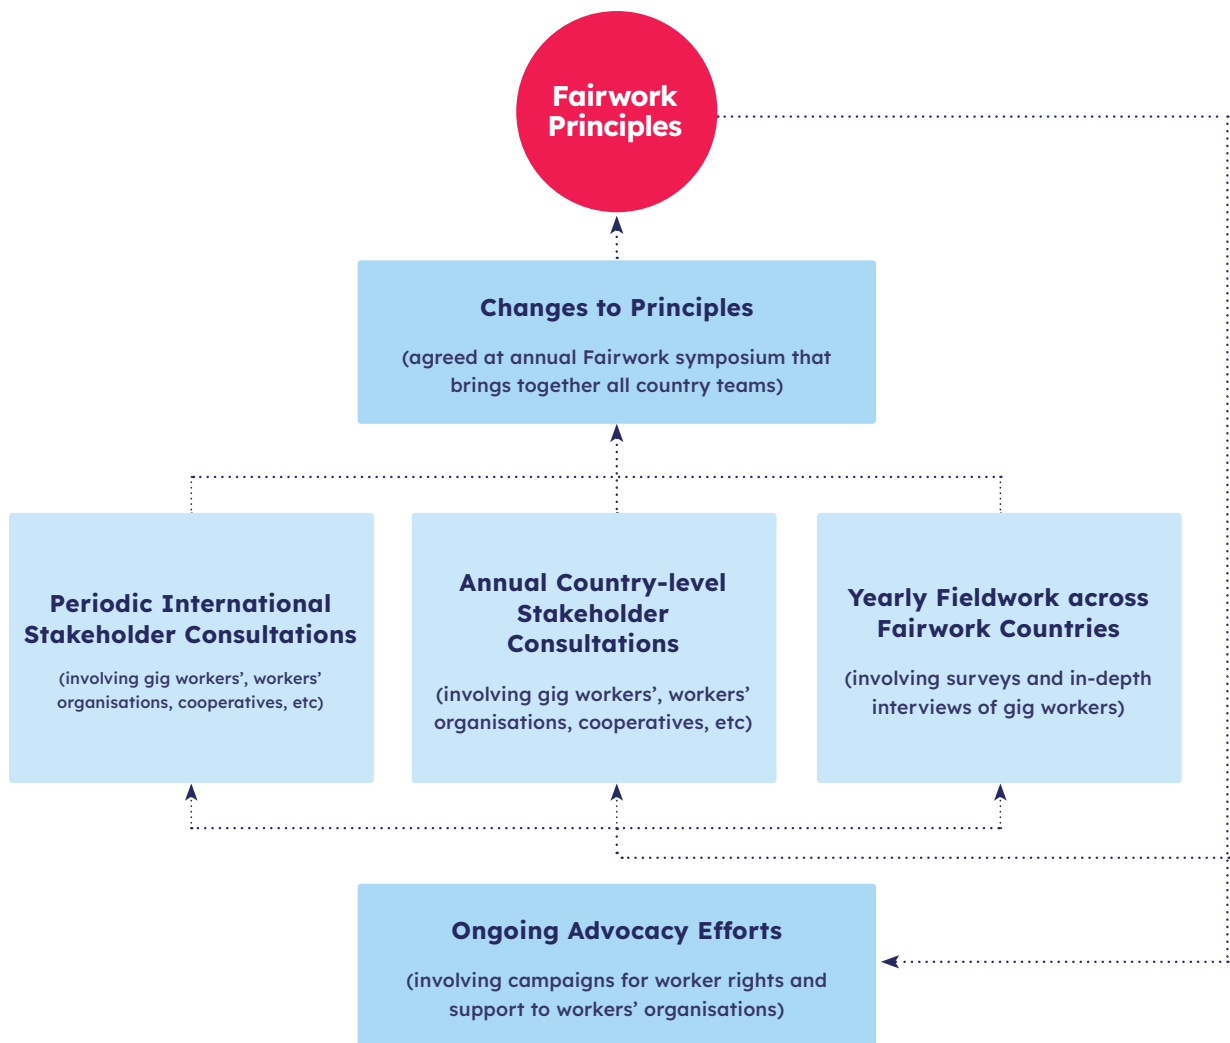 Fairwork
Principles
Changes to Principles
(agreed at annual Fairwork symposium that
brings together all country teams)
Periodic International
Stakeholder Consultations
(involving gig workers’, workers’
organisations, cooperatives, etc)
Annual Country-level
Stakeholder
Consultations
(involving gig workers’, workers’
organisations, cooperatives, etc)
Yearly Fieldwork across
Fairwork Countries
(involving surveys and in-depth
interviews of gig workers)
Ongoing Advocacy Efforts
(involving campaigns for worker rights and
support to workers’ organisations)